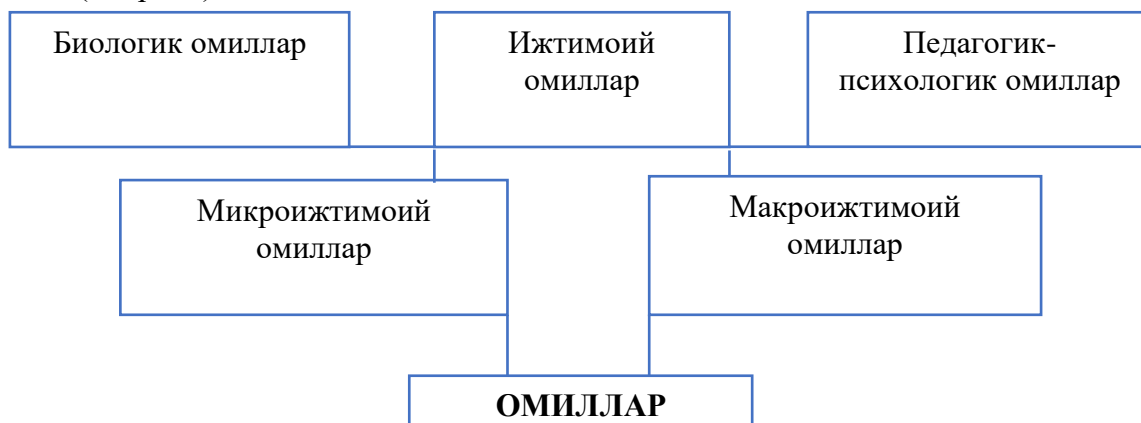 Биологик омиллар
Ижтимоий
омиллар
Педагогик-
психологик омиллар
Микроижтимоий
омиллар
Макроижтимоий
омиллар
ОМИЛЛАР